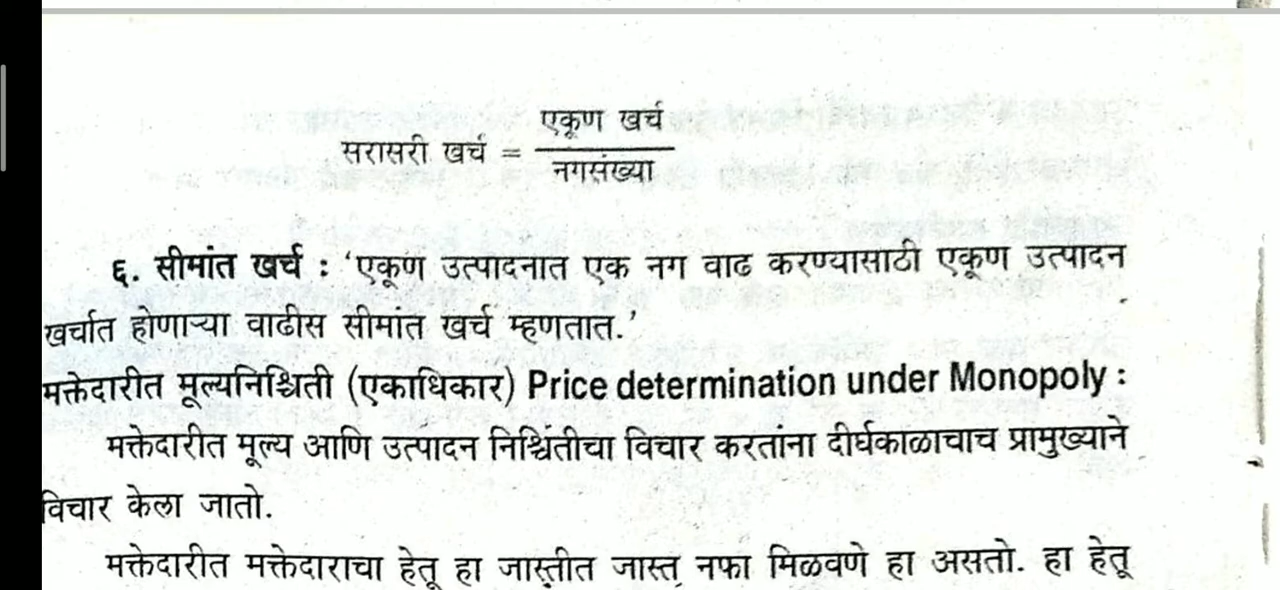 सरासरी खर्च = एकूण खर्च / नगसंख्या
६. सीमांत खर्च : ‘एकूण उत्पादनात एक नग वाढ करण्यासाठी एकूण उत्पादन
खर्चात होणाऱ्या वाढीस सीमांत खर्च म्हणतात.’
मक्तेदारीत मूल्यनिश्चिती (एकाधिकार) Price determination under Monopoly :
मक्तेदारीत मूल्य आणि उत्पादन निश्चिंतीचा विचार करतांना दीर्घकाळाचाच प्रामुख्याने
विचार केला जातो.
मक्तेदारीत मक्तेदाराचा हेतू हा जास्तीत जास्त नफा मिळवणे हा असतो. हा हेतू